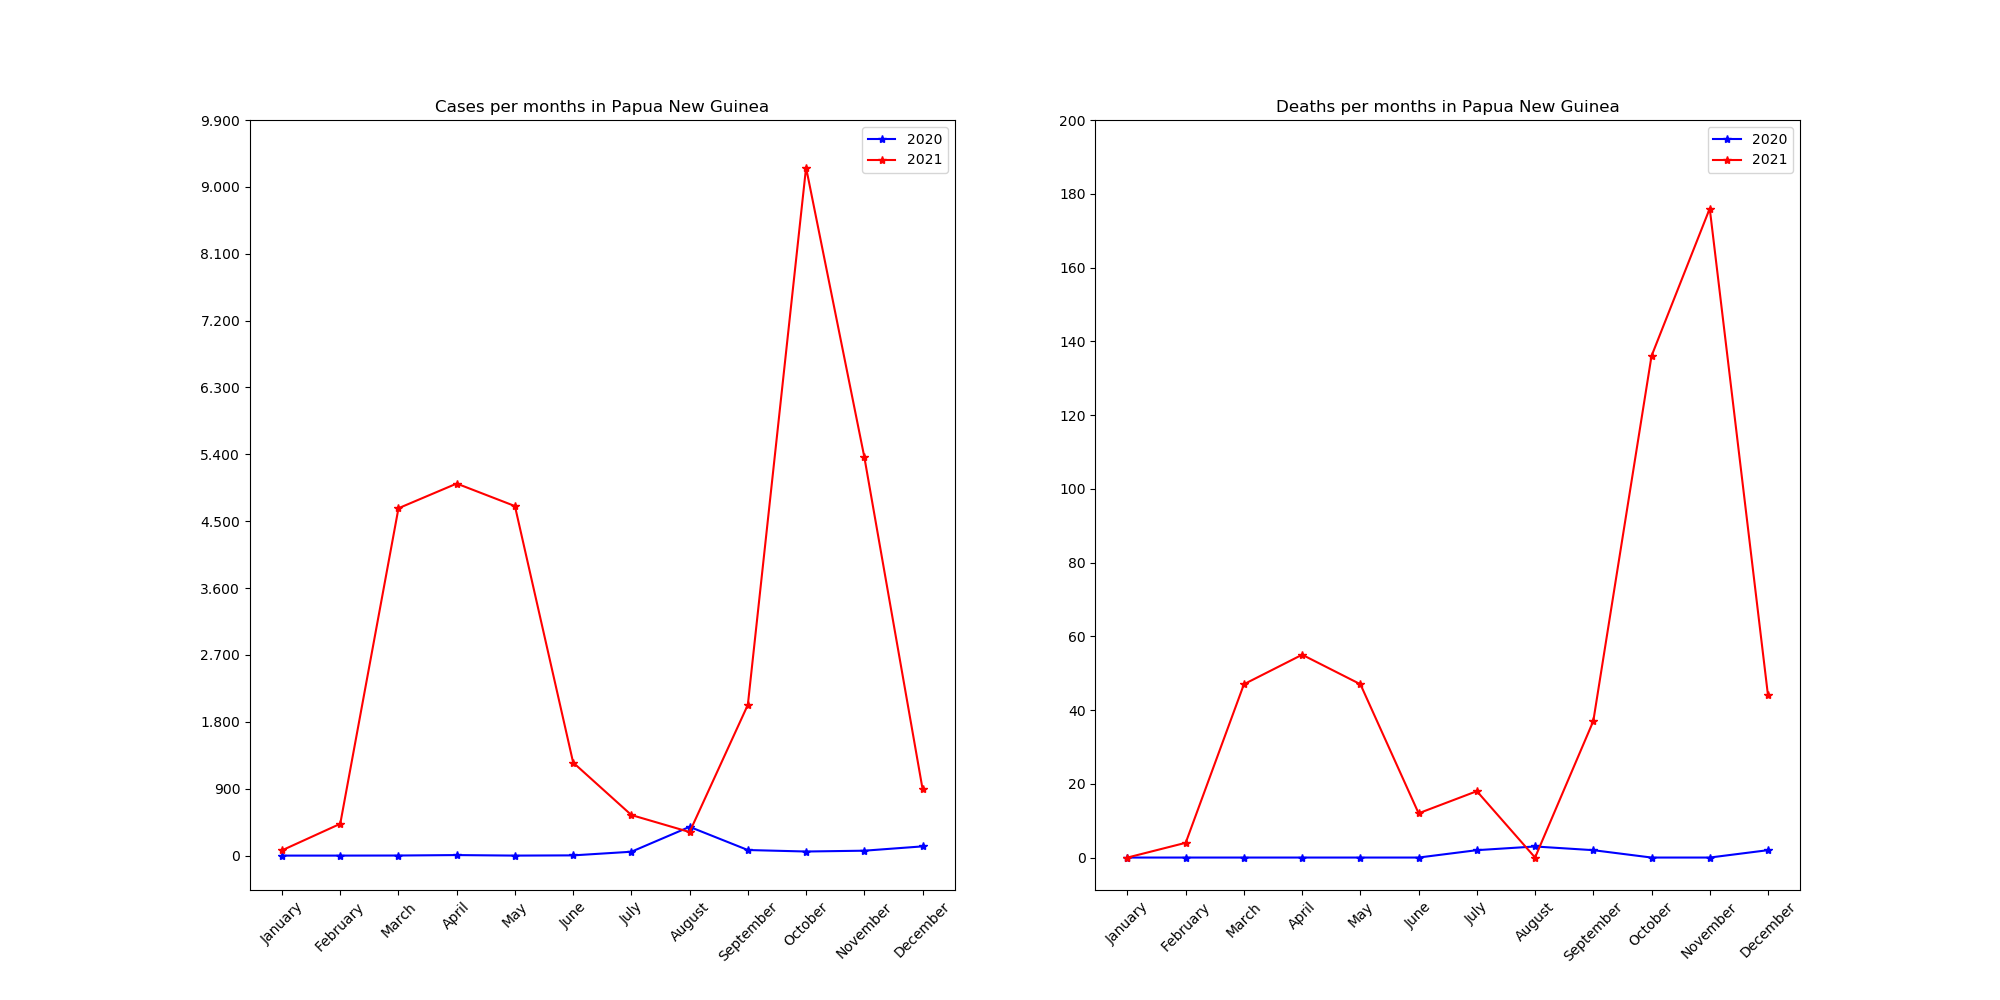 Cases per months in Papua New Guinea
9.900
9.000
8.100
7.200
6.300
5.400
4.500
3.600
2.700
1.800
900
0
2020
2021
January
February
March
April
May
June
July
August
September
October
November
December
Deaths per months in Papua New Guinea
200
180
160
140
120
100
80
60
40
20
0
2020
2021
January
February
March
April
May
June
July
August
September
October
November
December